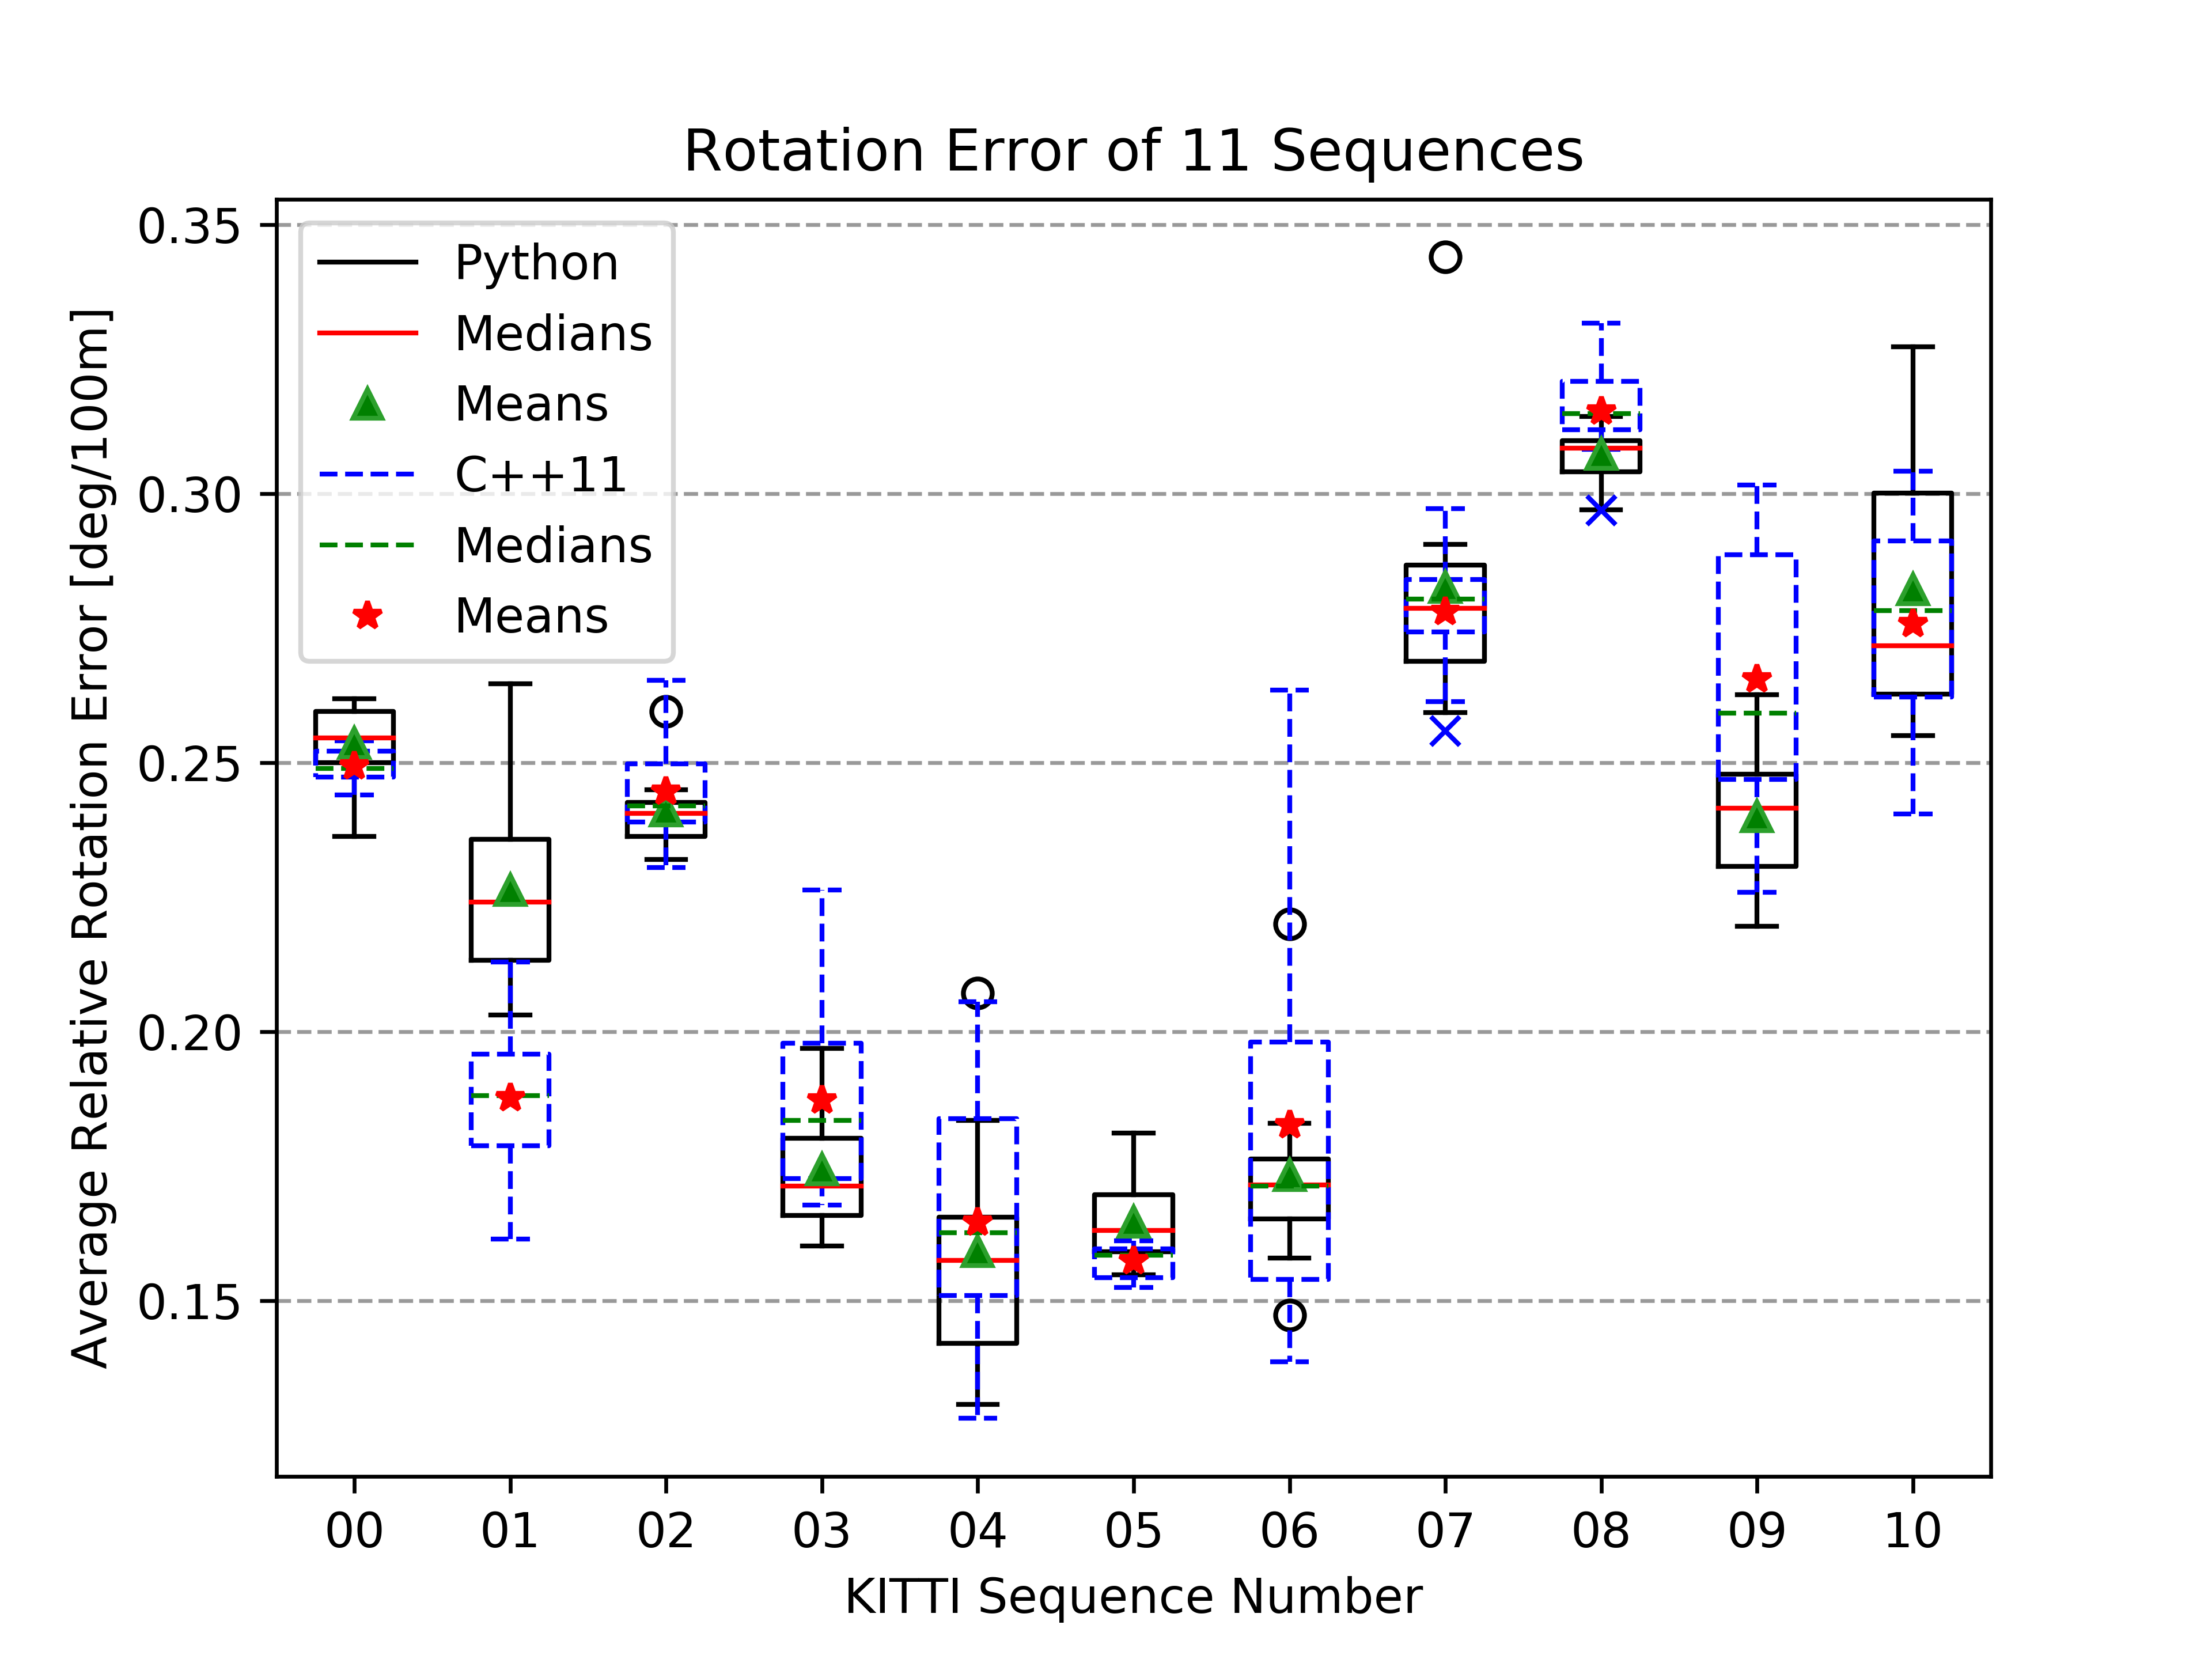 Rotation Error of 11 Sequences
Average Relative Rotation Error [deg/100m]
0.35
0.30
0.25
0.20
0.15
Python
Medians
Means
C++11
Medians
Means
00 01 02 03 04 05 06 07 08 09 10
KITTI Sequence Number